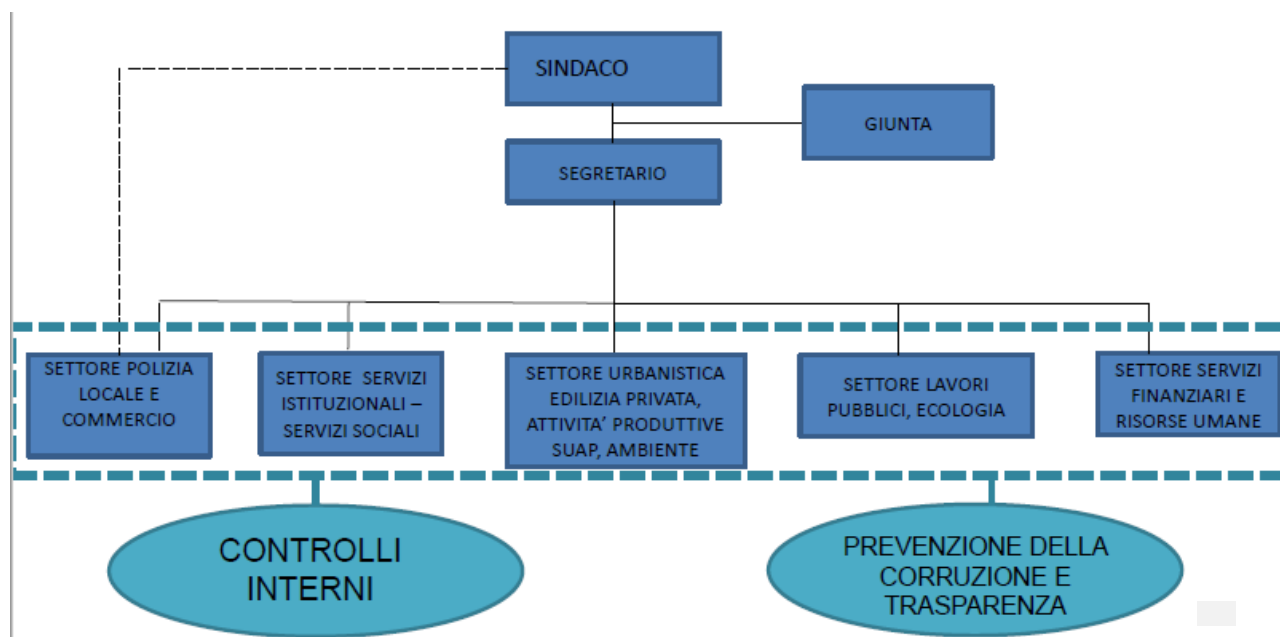 SINDACO
GIUNTA
SEGRETARIO
SETTORE POLIZIA
LOCALE E
COMMERCIO
SETTORE SERVIZI
ISTITUZIONALI –
SERVIZI SOCIALI
SETTORE URBANISTICA
EDILIZIA PRIVATA,
ATTIVITA’ PRODUTTIVE
SUAP, AMBIENTE
SETTORE LAVORI
PUBBLICI, ECOLOGIA
SETTORE SERVIZI
FINANZIARI E
RISORSE UMANE
CONTROLLI
INTERNI
PREVENZIONE DELLA
CORRUZIONE E
TRASPARENZA